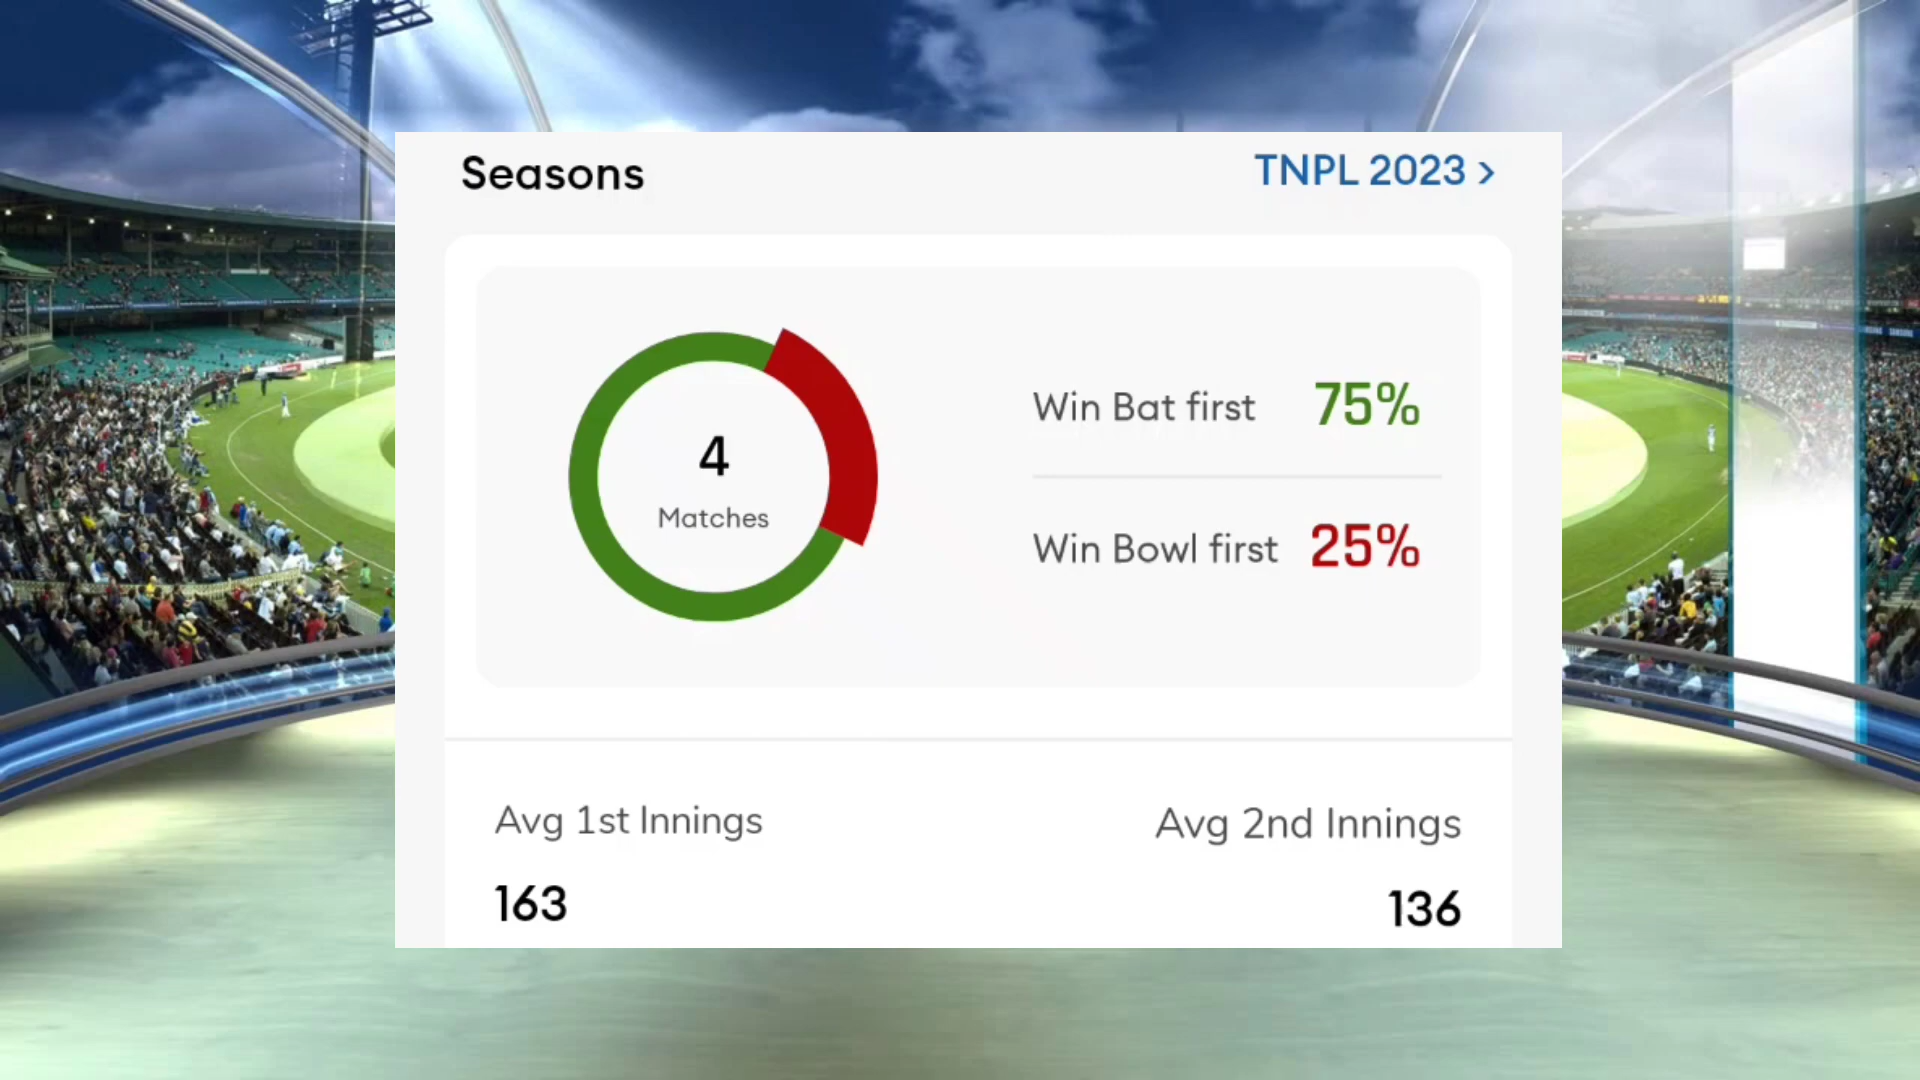 Seasons
TNPL 2023 >
4
Matches
Win Bat first 75%
Win Bowl first 25%
Avg 1st Innings
163
Avg 2nd Innings
136